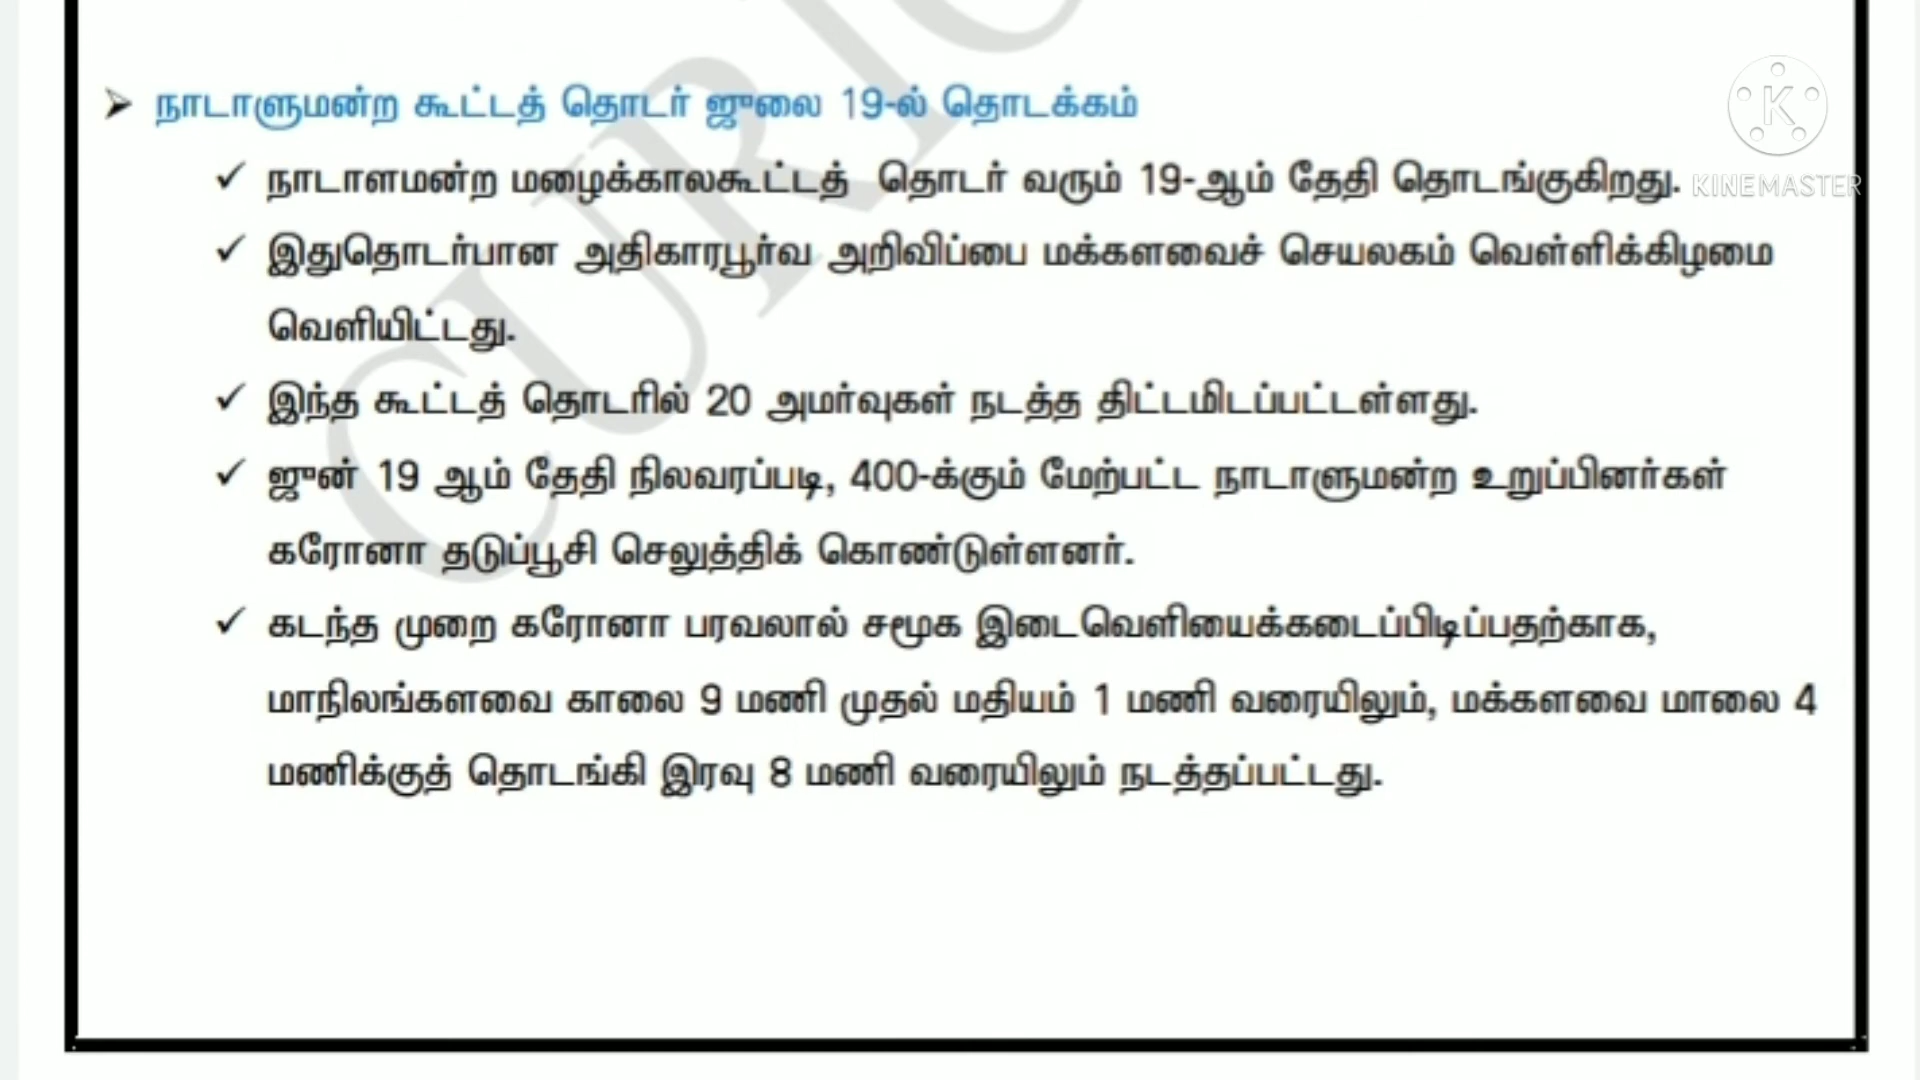 ➢ நாடாளுமன்ற கூட்டத் தொடர் ஜுலை 19-ல் தொடக்கம்
✓ நாடாளமன்ற மழைக்காலகூட்டத் தொடர் வரும் 19-ஆம் தேதி தொடங்குகிறது.
KINEMASTER
✓ இதுதொடர்பான அதிகாரபூர்வ அறிவிப்பை மக்களவைச் செயலகம் வெள்ளிக்கிழமை
வெளியிட்டது.
✓ இந்த கூட்டத் தொடரில் 20 அமர்வுகள் நடத்த திட்டமிடப்பட்டள்ளது.
✓ ஜுன் 19 ஆம் தேதி நிலவரப்படி, 400-க்கும் மேற்பட்ட நாடாளுமன்ற உறுப்பினர்கள்
கரோனா தடுப்பூசி செலுத்திக் கொண்டுள்ளனர்.
✓ கடந்த முறை கரோனா பரவலால் சமூக இடைவெளியைக்கடைப்பிடிப்பதற்காக,
மாநிலங்களவை காலை 9 மணி முதல் மதியம் 1 மணி வரையிலும், மக்களவை மாலை 4
மணிக்குத் தொடங்கி இரவு 8 மணி வரையிலும் நடத்தப்பட்டது.